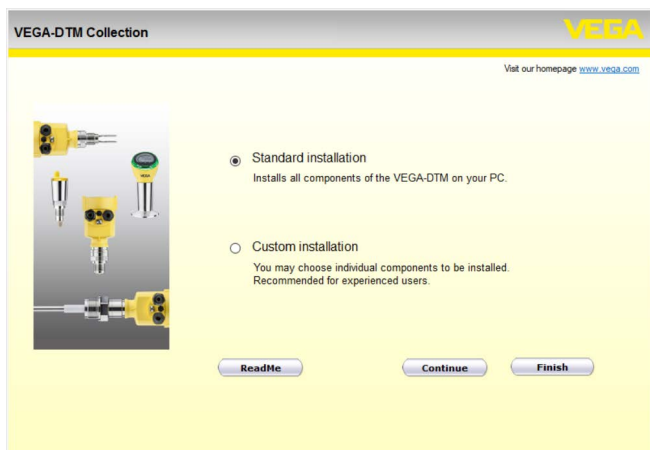 VEGA-DTM Collection
VEGA
Visit our homepage www.vega.com
Standard installation
Installs all components of the VEGA-DTM on your PC.
Custom installation
You may choose individual components to be installed.
Recommended for experienced users.
ReadMe
Continue
Finish